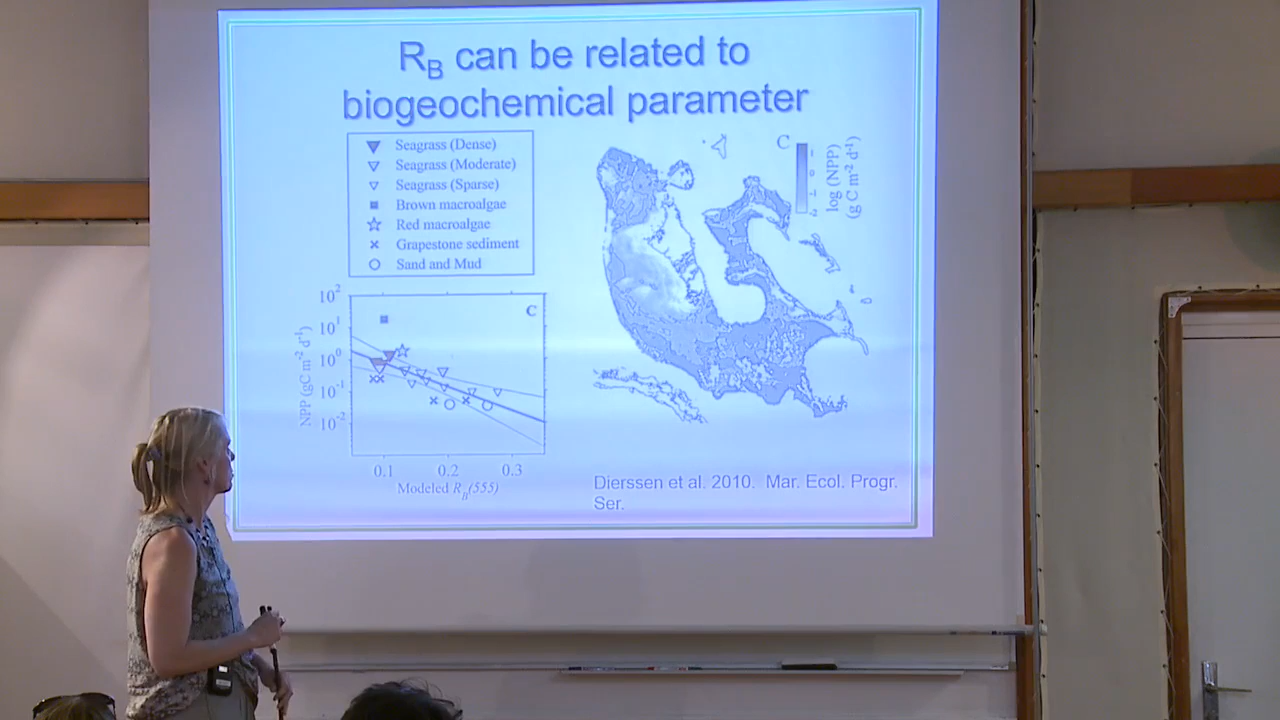 R_B can be related to
biogeochemical parameter
Seagrass (Dense)
Seagrass (Moderate)
Seagrass (Sparse)
Brown macroalgae
Red macroalgae
Grapestone sediment
Sand and Mud
10²
10¹
10⁰
10⁻¹
10⁻²
NPP (gC m⁻² d⁻¹)
C
0.1 0.2 0.3
Modeled R_B(555)
C
log (NPP)
(g C m⁻² d⁻¹)
Dierssen et al. 2010. Mar. Ecol. Progr.
Ser.